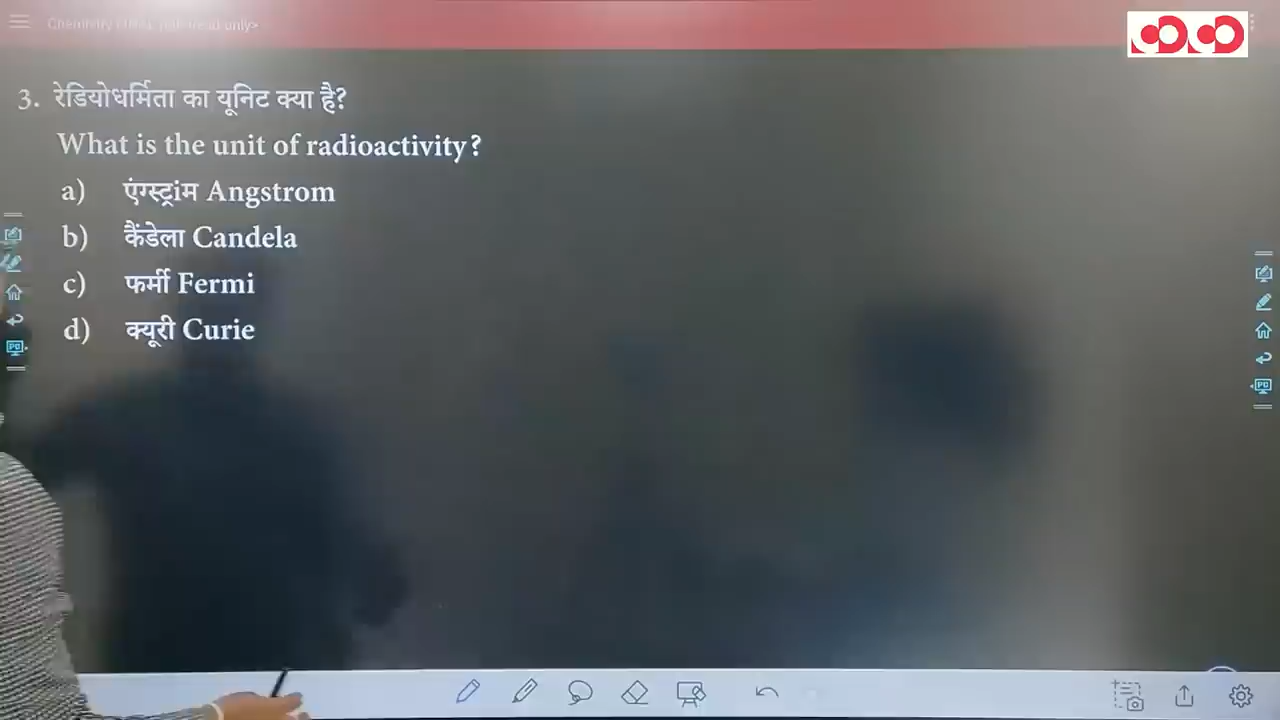 3. रेडियोधर्मिता का यूनिट क्या है?
What is the unit of radioactivity?
a) एंग्स्ट्रांम Angstrom
b) कैंडेला Candela
c) फर्मी Fermi
d) क्यूरी Curie